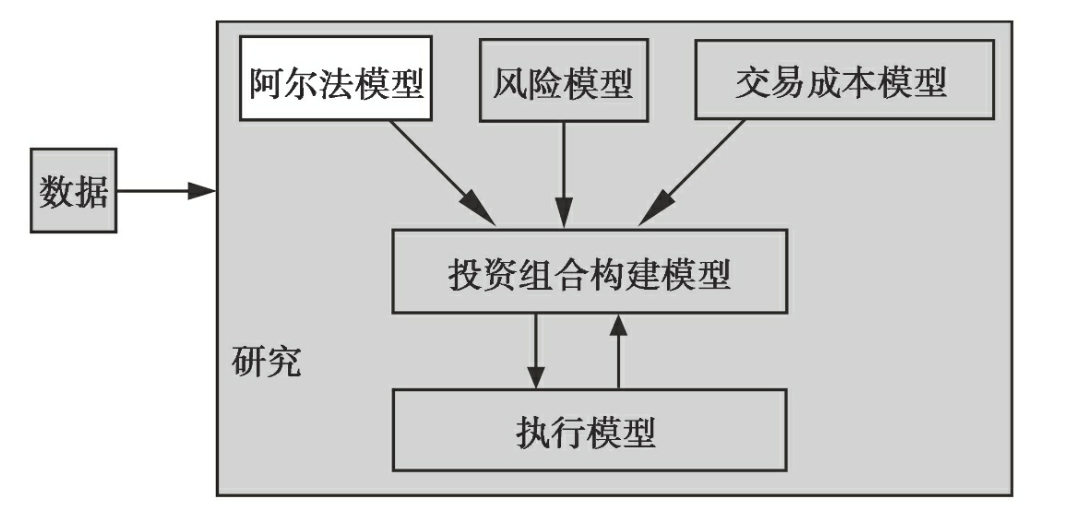 阿尔法模型
风险模型
交易成本模型
数据
投资组合构建模型
研究
执行模型